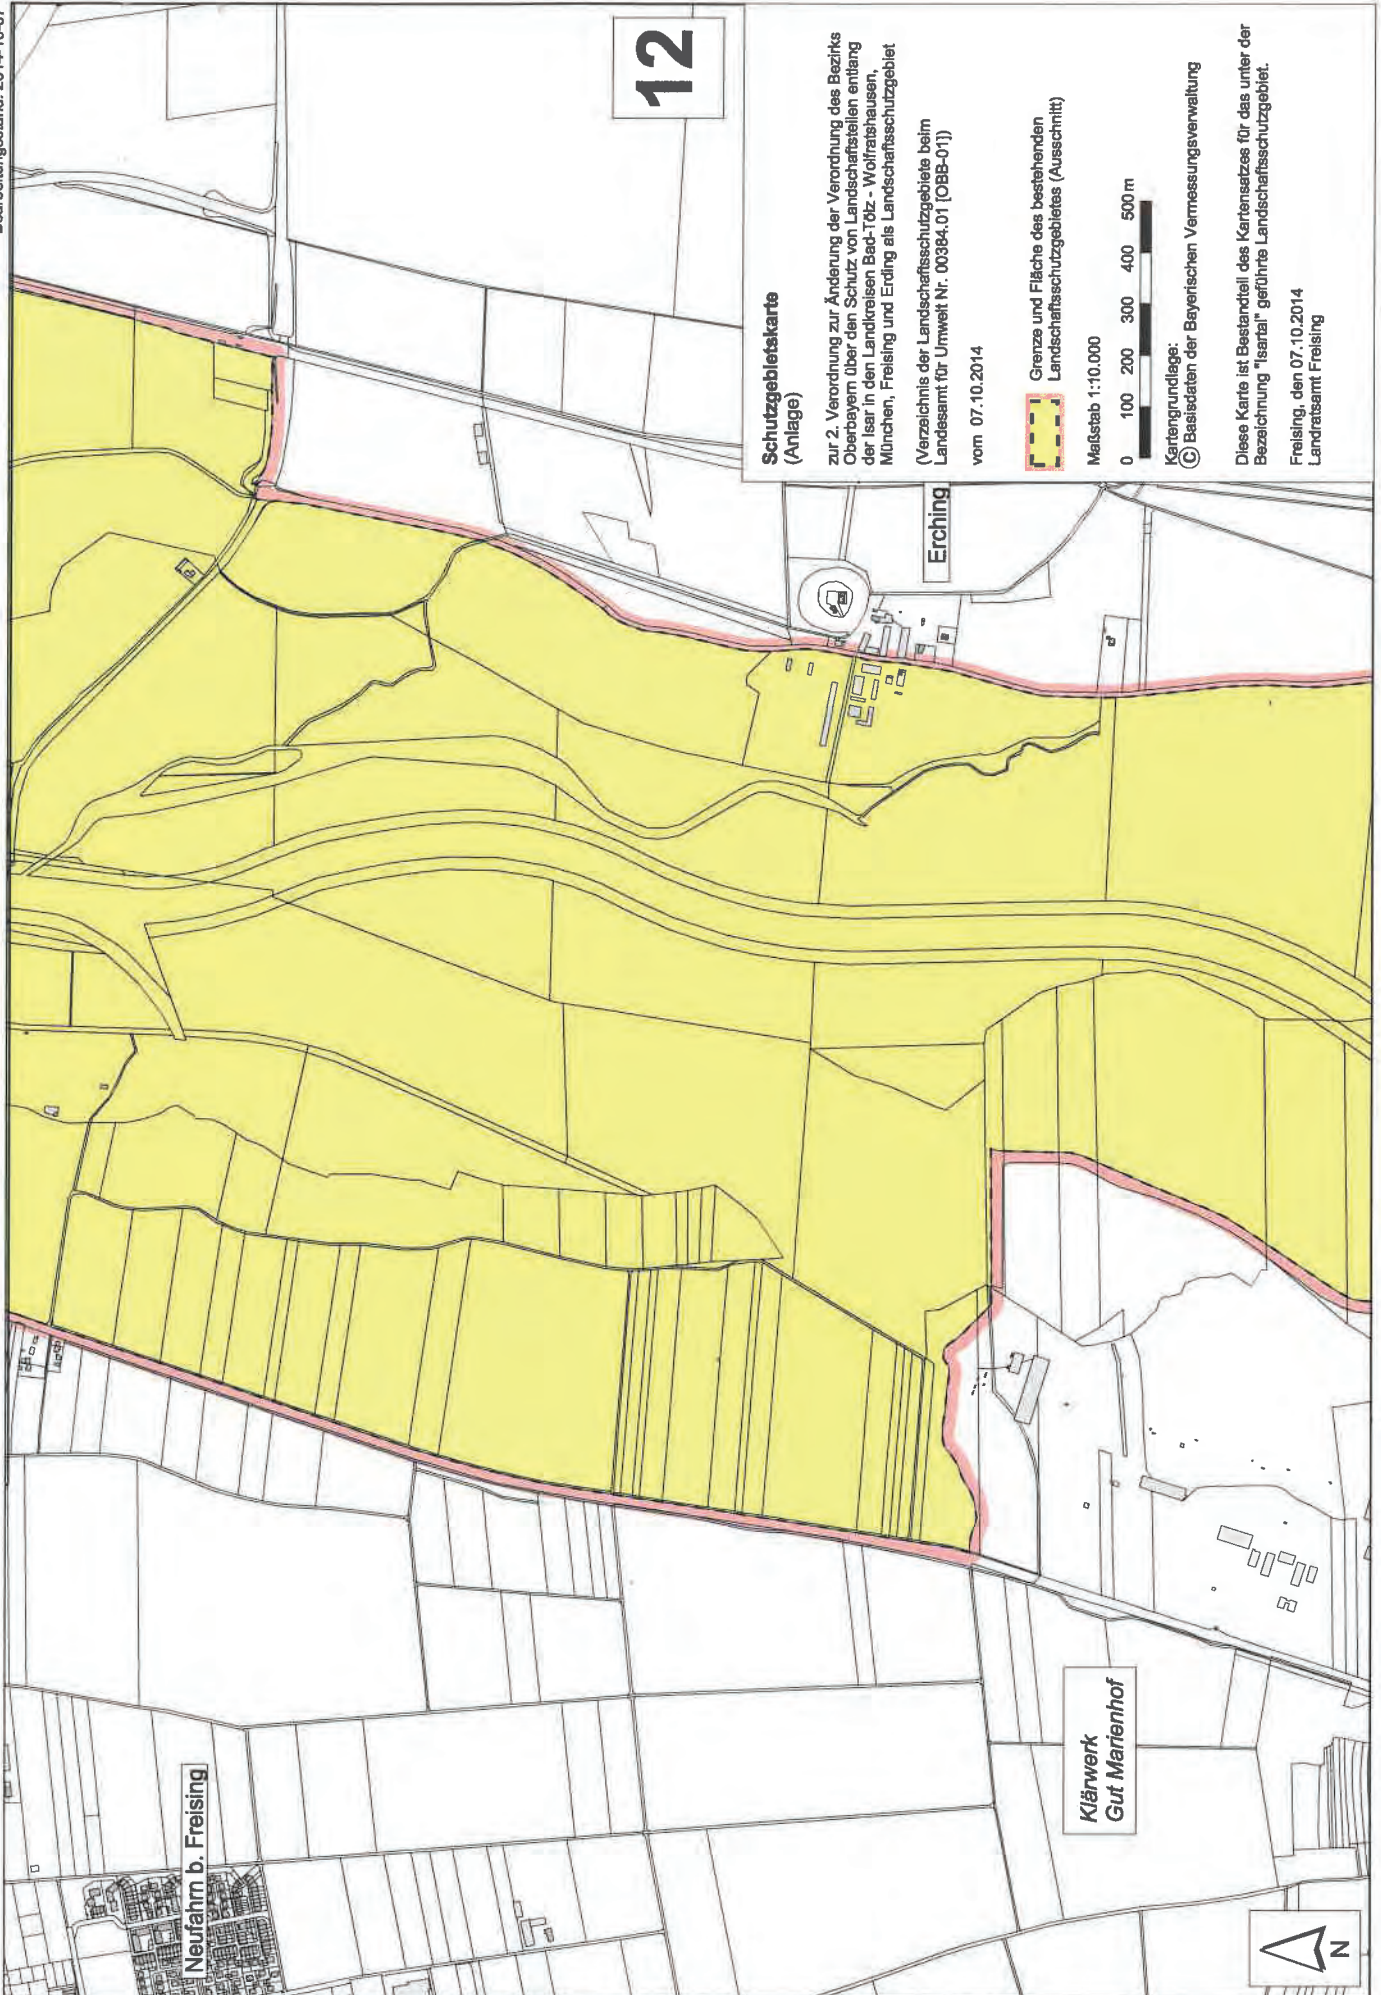 12
Schutzgebietskarte
(Anlage)
zur 2. Verordnung zur Änderung der Verordnung des Bezirks
Oberbayern über den Schutz von Landschaftsteilen entlang
der Isar in den Landkreisen Bad-Tölz - Wolfratshausen,
München, Freising und Erding als Landschaftsschutzgebiet
(Verzeichnis der Landschaftsschutzgebiete beim
Landesamt für Umwelt Nr. 00384.01 [OBB-01])
vom 07.10.2014
Grenze und Fläche des bestehenden
Landschaftsschutzgebietes (Ausschnitt)
Maßstab 1:10.000
0 100 200 300 400 500 m
Kartengrundlage:
© Basisdaten der Bayerischen Vermessungsverwaltung
Diese Karte ist Bestandteil des Kartensatzes für das unter der
Bezeichnung "Isartal" geführte Landschaftsschutzgebiet.
Freising, den 07.10.2014
Landratsamt Freising
Erching
Neufahrn b. Freising
Klärwerk
Gut Marienhof
N